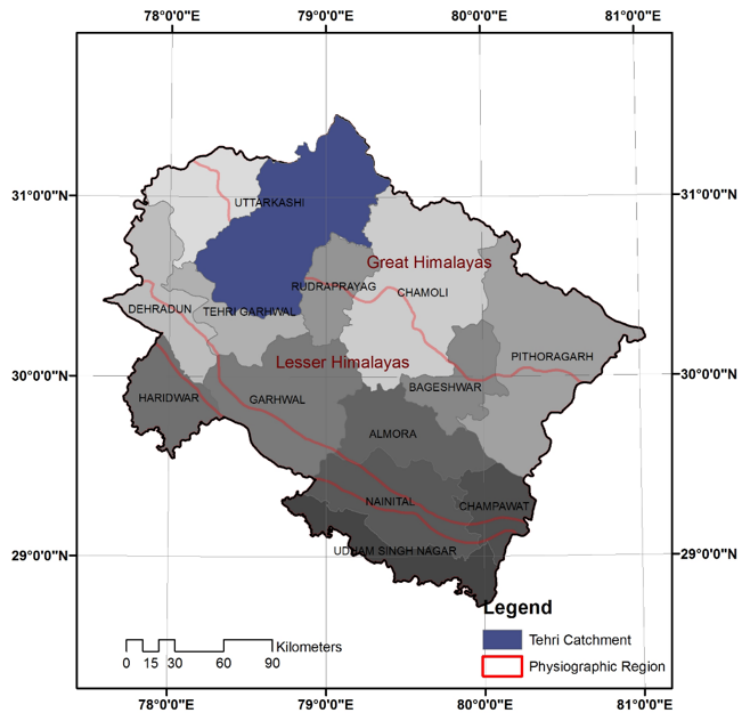 78°0'0"E 79°0'0"E 80°0'0"E 81°0'0"E
31°0'0"N 31°0'0"N
UTTARKASHI
Great Himalayas
RUDRAPRAYAG
CHAMOLI
DEHRADUN
TEHRI GARHWAL
PITHORAGARH
Lesser Himalayas
30°0'0"N 30°0'0"N
BAGESHWAR
HARIDWAR
GARHWAL
ALMORA
NAINITAL
CHAMPAWAT
UDHAM SINGH NAGAR
29°0'0"N 29°0'0"N
Legend
Tehri Catchment
Physiographic Region
Kilometers
0 15 30 60 90
78°0'0"E 79°0'0"E 80°0'0"E 81°0'0"E